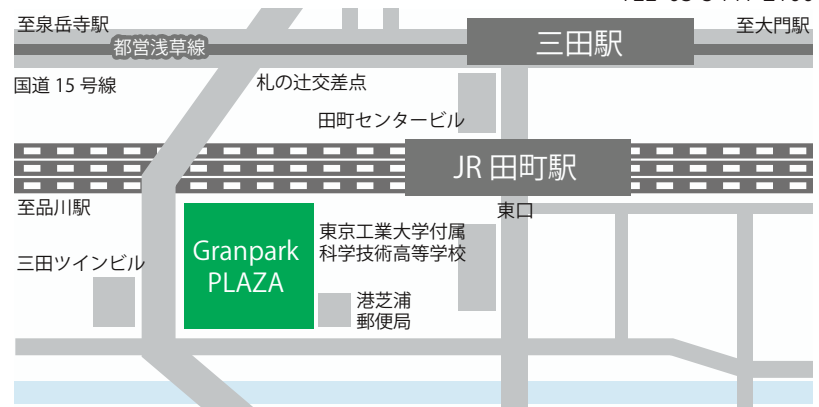 至泉岳寺駅
都営浅草線
三田駅
至大門駅
国道 15 号線
札の辻交差点
田町センタービル
JR 田町駅
至品川駅
東口
三田ツインビル
Granpark
PLAZA
東京工業大学付属
科学技術高等学校
港芝浦
郵便局